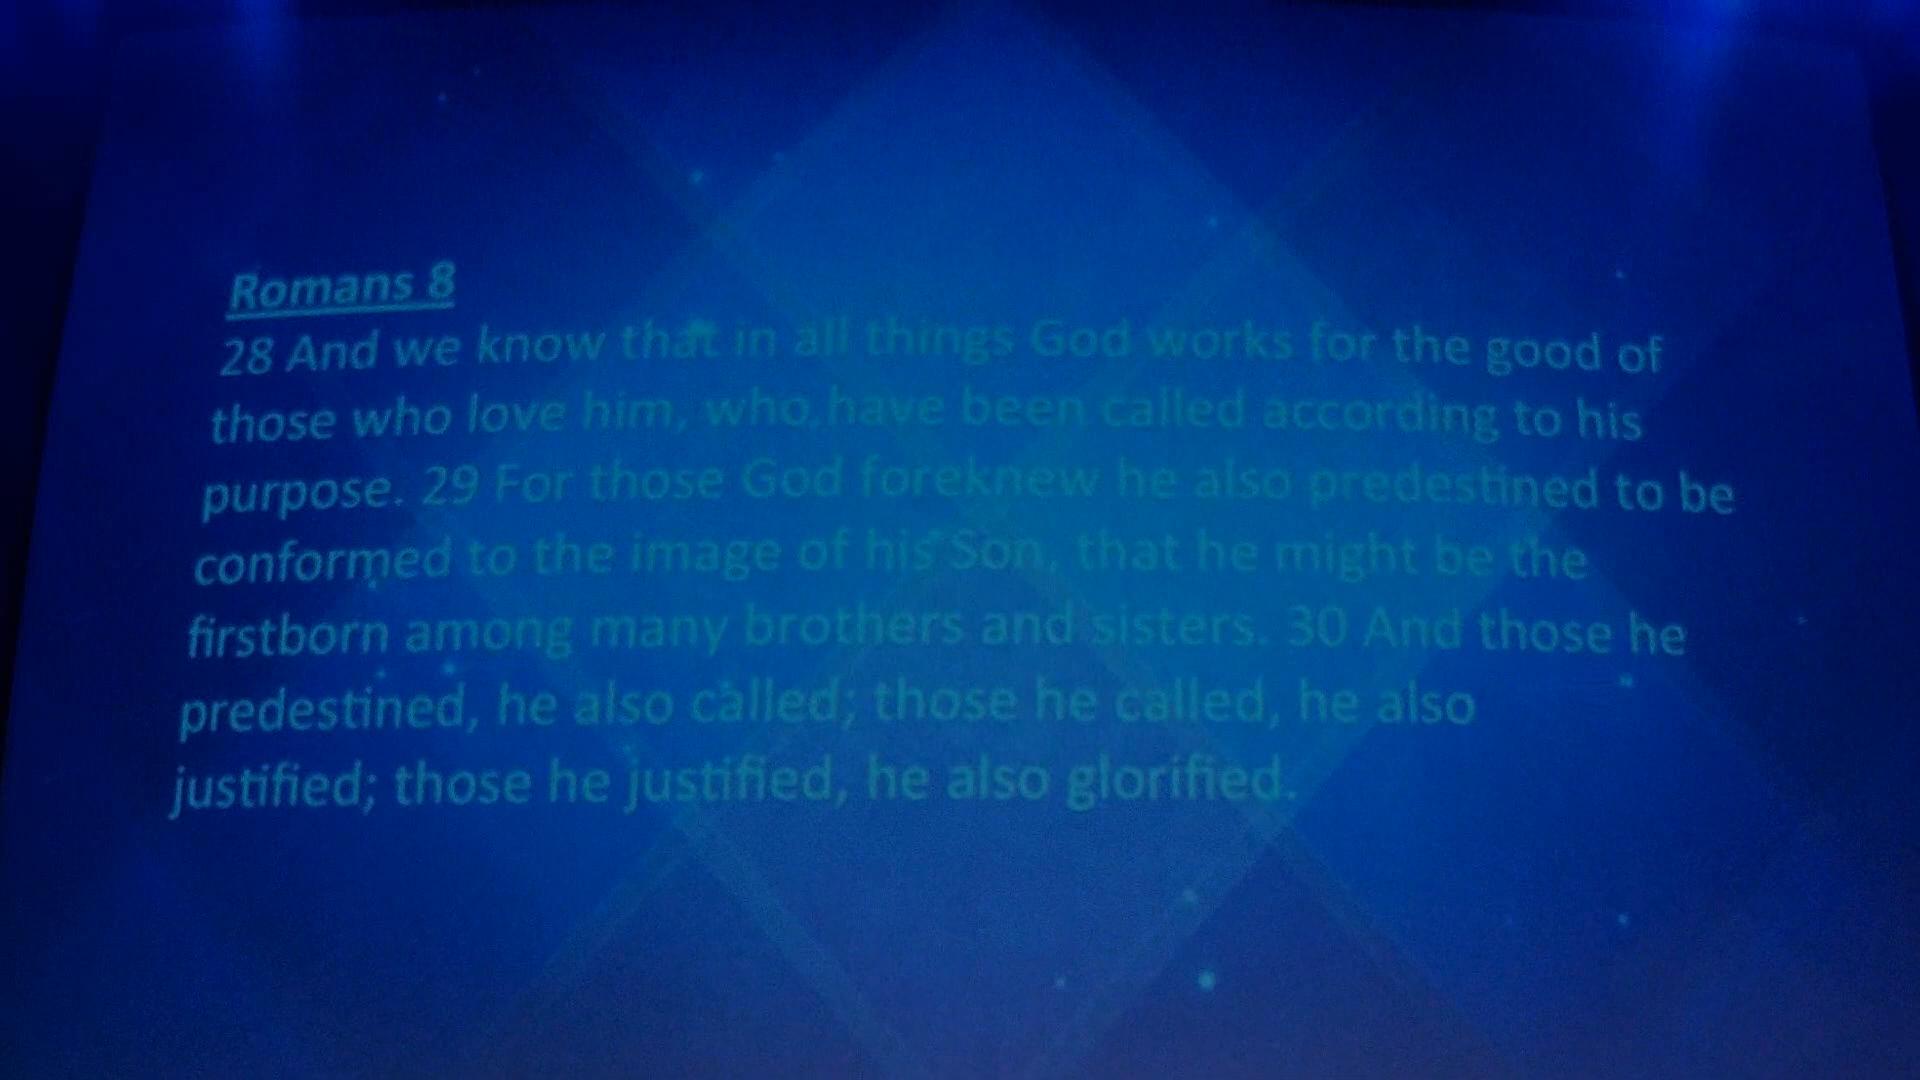 Romans 8
28 And we know that in all things God works for the good of
those who love him, who have been called according to his
purpose. 29 For those God foreknew he also predestined to be
conformed to the image of his Son, that he might be the
firstborn among many brothers and sisters. 30 And those he
predestined, he also called; those he called, he also
justified; those he justified, he also glorified.